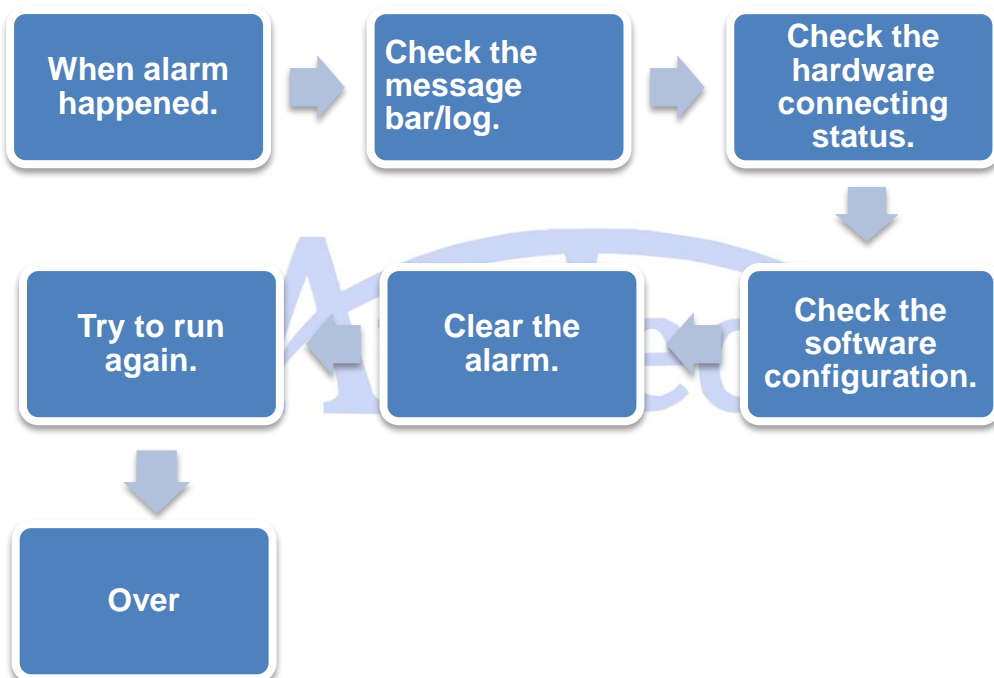 When alarm
happened.
Check the
message
bar/log.
Check the
hardware
connecting
status.
Check the
software
configuration.
Clear the
alarm.
Try to run
again.
Over